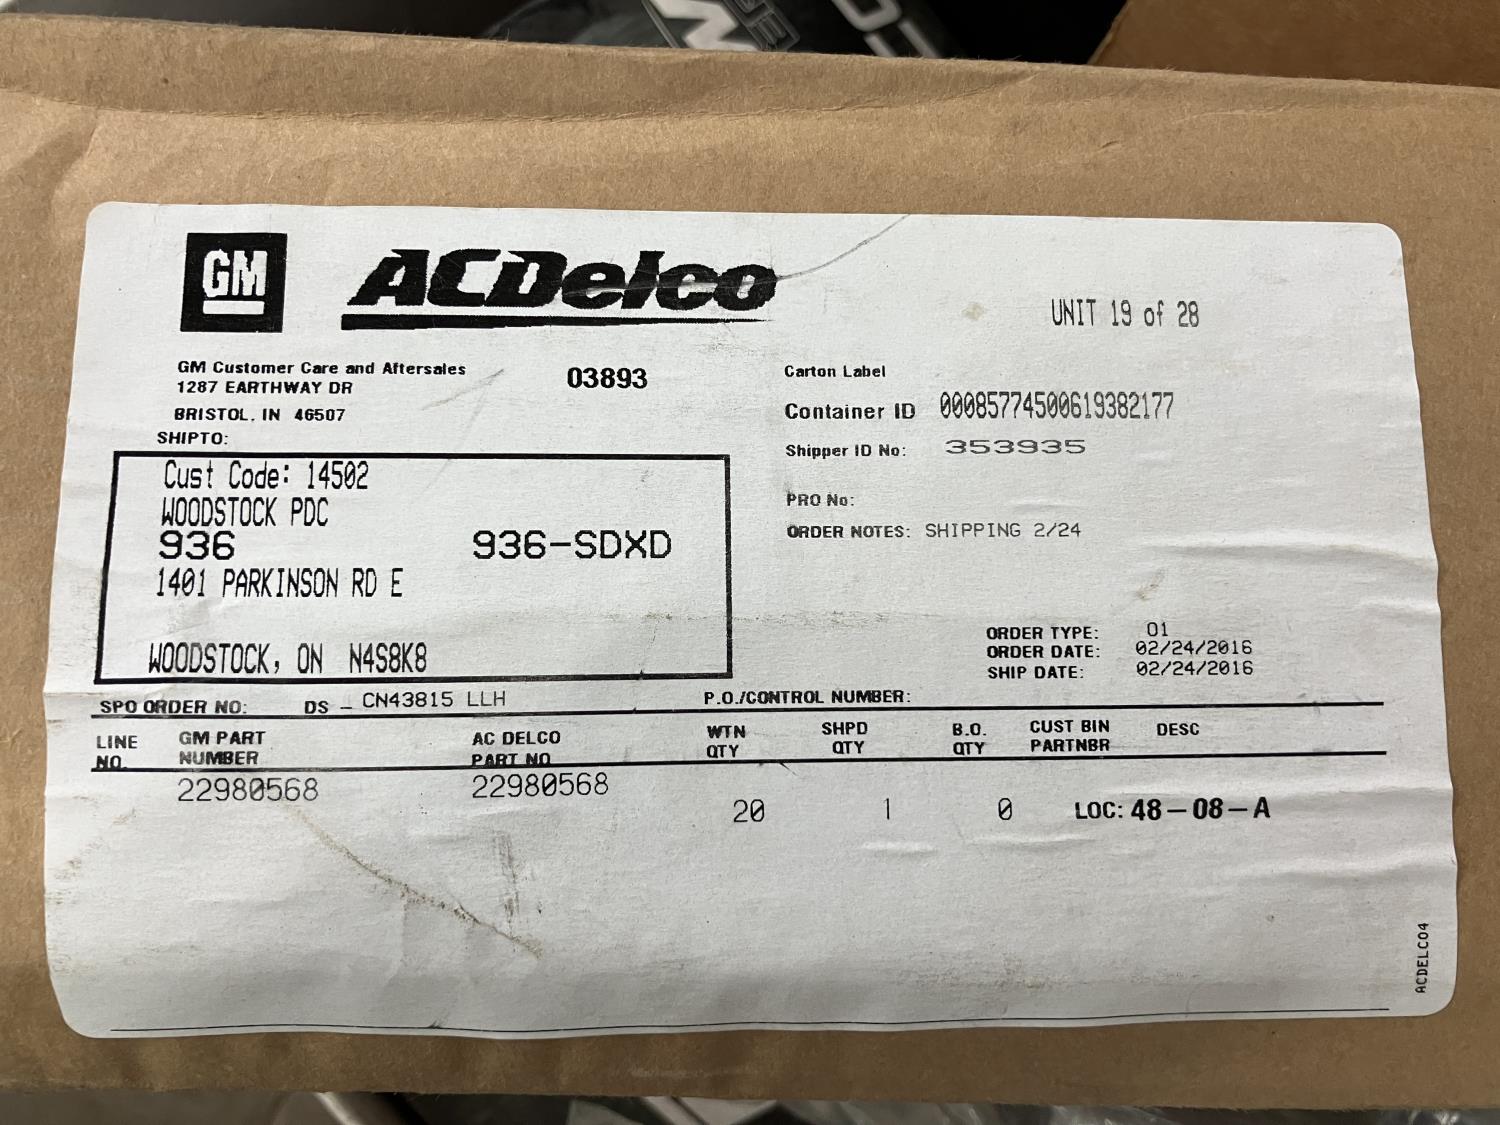 GM
ACDelco
UNIT 19 of 28
GM Customer Care and Aftersales
1287 EARTHWAY DR
BRISTOL, IN 46507
03893
Carton Label
Container ID 00085774500619382177
Shipper ID No: 353935
PRO No:
ORDER NOTES: SHIPPING 2/24
SHIPTO:
Cust Code: 14502
WOODSTOCK PDC
936 936-SDXD
1401 PARKINSON RD E
WOODSTOCK, ON N4S8K8
ORDER TYPE: 01
ORDER DATE: 02/24/2016
SHIP DATE: 02/24/2016
SPO ORDER NO: DS - CN43815 LLH P.O./CONTROL NUMBER:
LINE NO. GM PART NUMBER AC DELCO PART NO WTN QTY SHPD QTY B.O. QTY CUST BIN PARTNBR DESC
22980568 22980568
20 1 0 LOC: 48-08-A
ACDELCO4